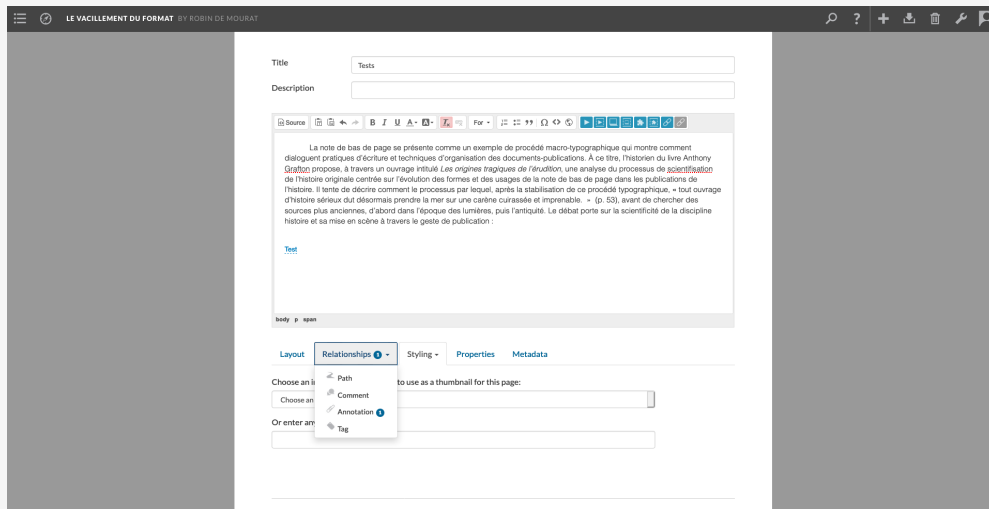 LE VACILLEMENT DU FORMAT BY ROBIN DE MOURAT
Title
Tests
Description
Source B I U A A Tx For Ω
La note de bas de page se présente comme un exemple de procédé macro-typographique qui montre comment
dialoguent pratiques d'écriture et techniques d'organisation des documents-publications. À ce titre, l'historien du livre Anthony
Grafton propose, à travers un ouvrage intitulé Les origines tragiques de l'érudition, une analyse du processus de scientifisation
de l'histoire originale centrée sur l'évolution des formes et des usages de la note de bas de page dans les publications de
l'histoire. Il tente de décrire comment le processus par lequel, après la stabilisation de ce procédé typographique, « tout ouvrage
d'histoire sérieux dut désormais prendre la mer sur une carène cuirassée et imprenable. » (p. 53), avant de chercher des
sources plus anciennes, d'abord dans l'époque des lumières, puis l'antiquité. Le débat porte sur la scientificité de la discipline
histoire et sa mise en scène à travers le geste de publication :
Test
body p span
Layout Relationships 1 Styling Properties Metadata
Path
Choose an to use as a thumbnail for this page:
Comment
Choose an
Annotation 1
Or enter
Tag